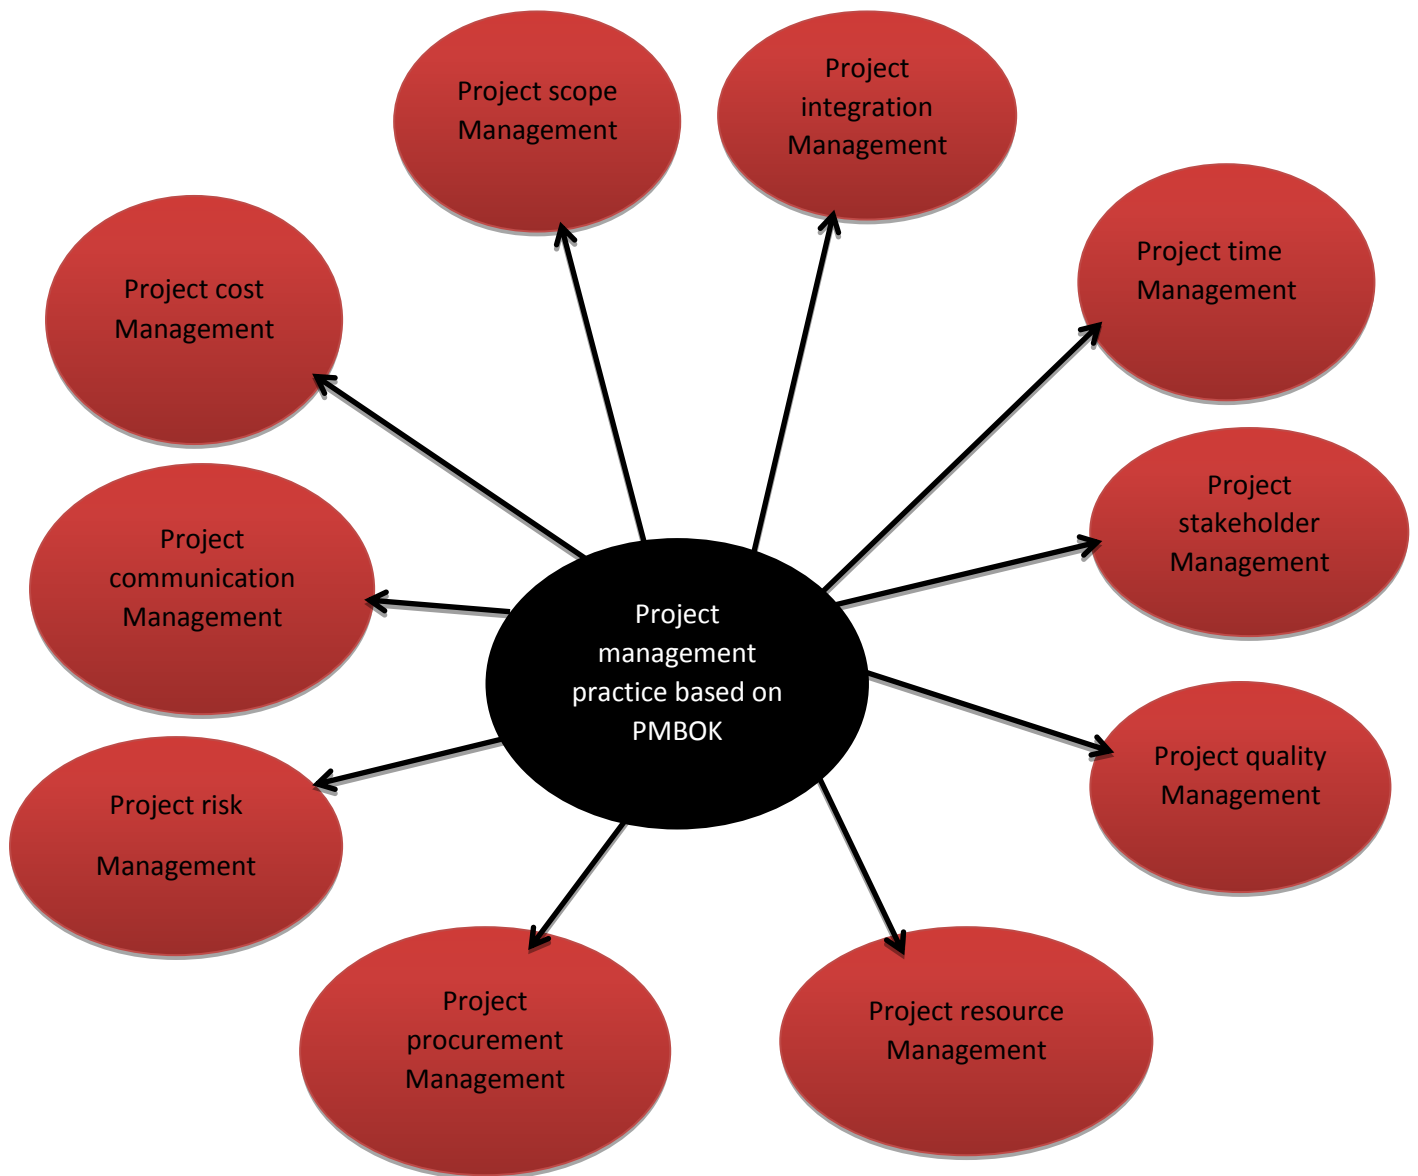 Project scope
Management
Project
integration
Management
Project time
Management
Project cost
Management
Project
stakeholder
Management
Project
communication
Management
Project
management
practice based on
PMBOK
Project quality
Management
Project risk
Management
Project
procurement
Management
Project resource
Management